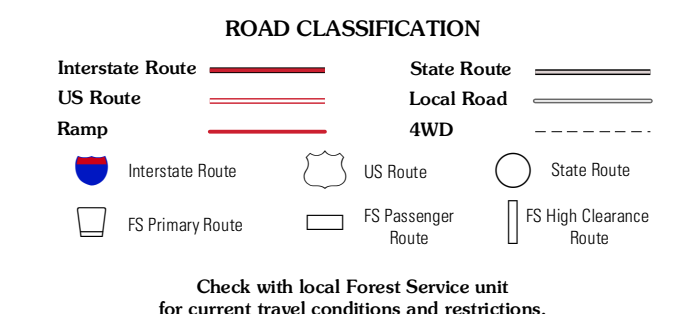 ROAD CLASSIFICATION
Interstate Route
State Route
US Route
Local Road
Ramp
4WD
Interstate Route
US Route
State Route
FS Primary Route
FS Passenger
Route
FS High Clearance
Route
Check with local Forest Service unit
for current travel conditions and restrictions.